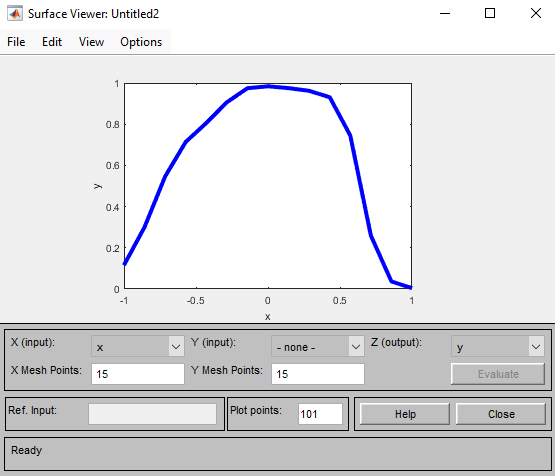 Surface Viewer: Untitled2
File Edit View Options
1
0.8
0.6
0.4
0.2
0
y
-1 -0.5 0 0.5 1
x
X (input): x Y (input): - none - Z (output): y
X Mesh Points: 15 Y Mesh Points: 15 Evaluate
Ref. Input: Plot points: 101 Help Close
Ready